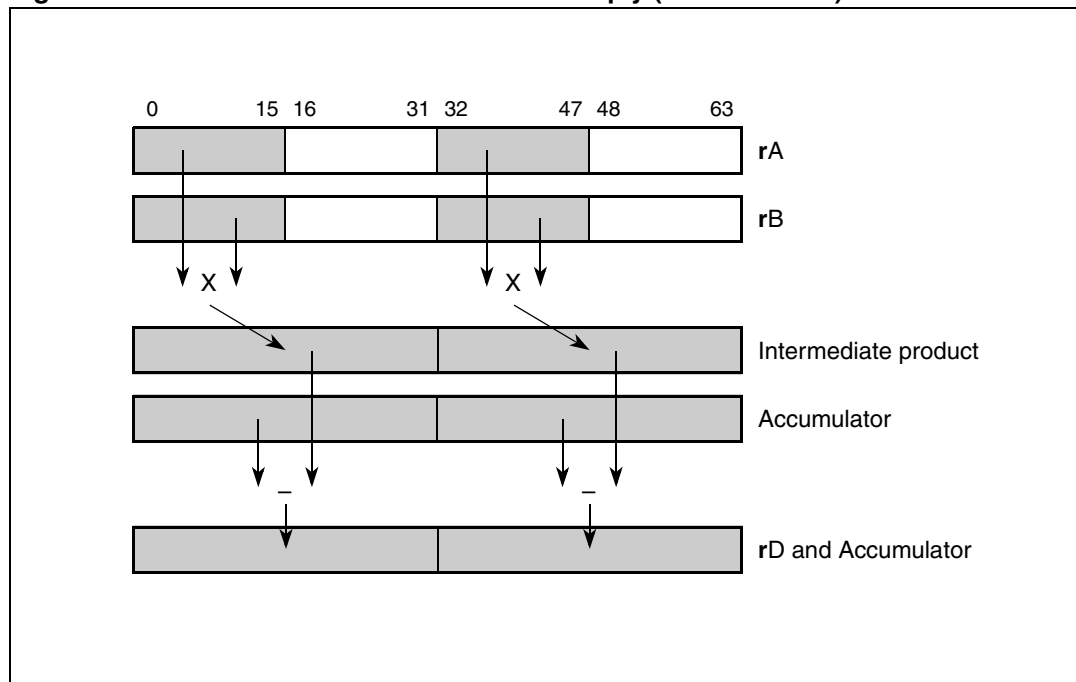 0 15 16 31 32 47 48 63
rA
rB
X X
Intermediate product
Accumulator
– –
rD and Accumulator